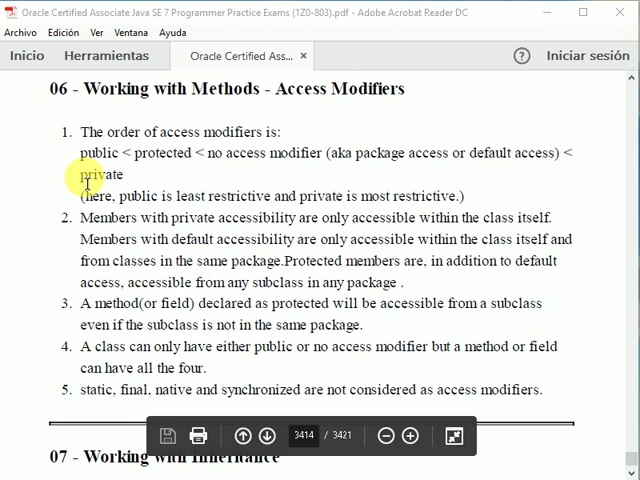 Oracle Certified Associate Java SE 7 Programmer Practice Exams (1Z0-803).pdf - Adobe Acrobat Reader DC
Archivo Edición Ver Ventana Ayuda
Inicio Herramientas Oracle Certified Ass... × ? Iniciar sesión
06 - Working with Methods - Access Modifiers
1. The order of access modifiers is:
public < protected < no access modifier (aka package access or default access) <
private
(here, public is least restrictive and private is most restrictive.)
2. Members with private accessibility are only accessible within the class itself.
Members with default accessibility are only accessible within the class itself and
from classes in the same package.Protected members are, in addition to default
access, accessible from any subclass in any package .
3. A method(or field) declared as protected will be accessible from a subclass
even if the subclass is not in the same package.
4. A class can only have either public or no access modifier but a method or field
can have all the four.
5. static, final, native and synchronized are not considered as access modifiers.
3414 / 3421
07 - Working with Inheritance